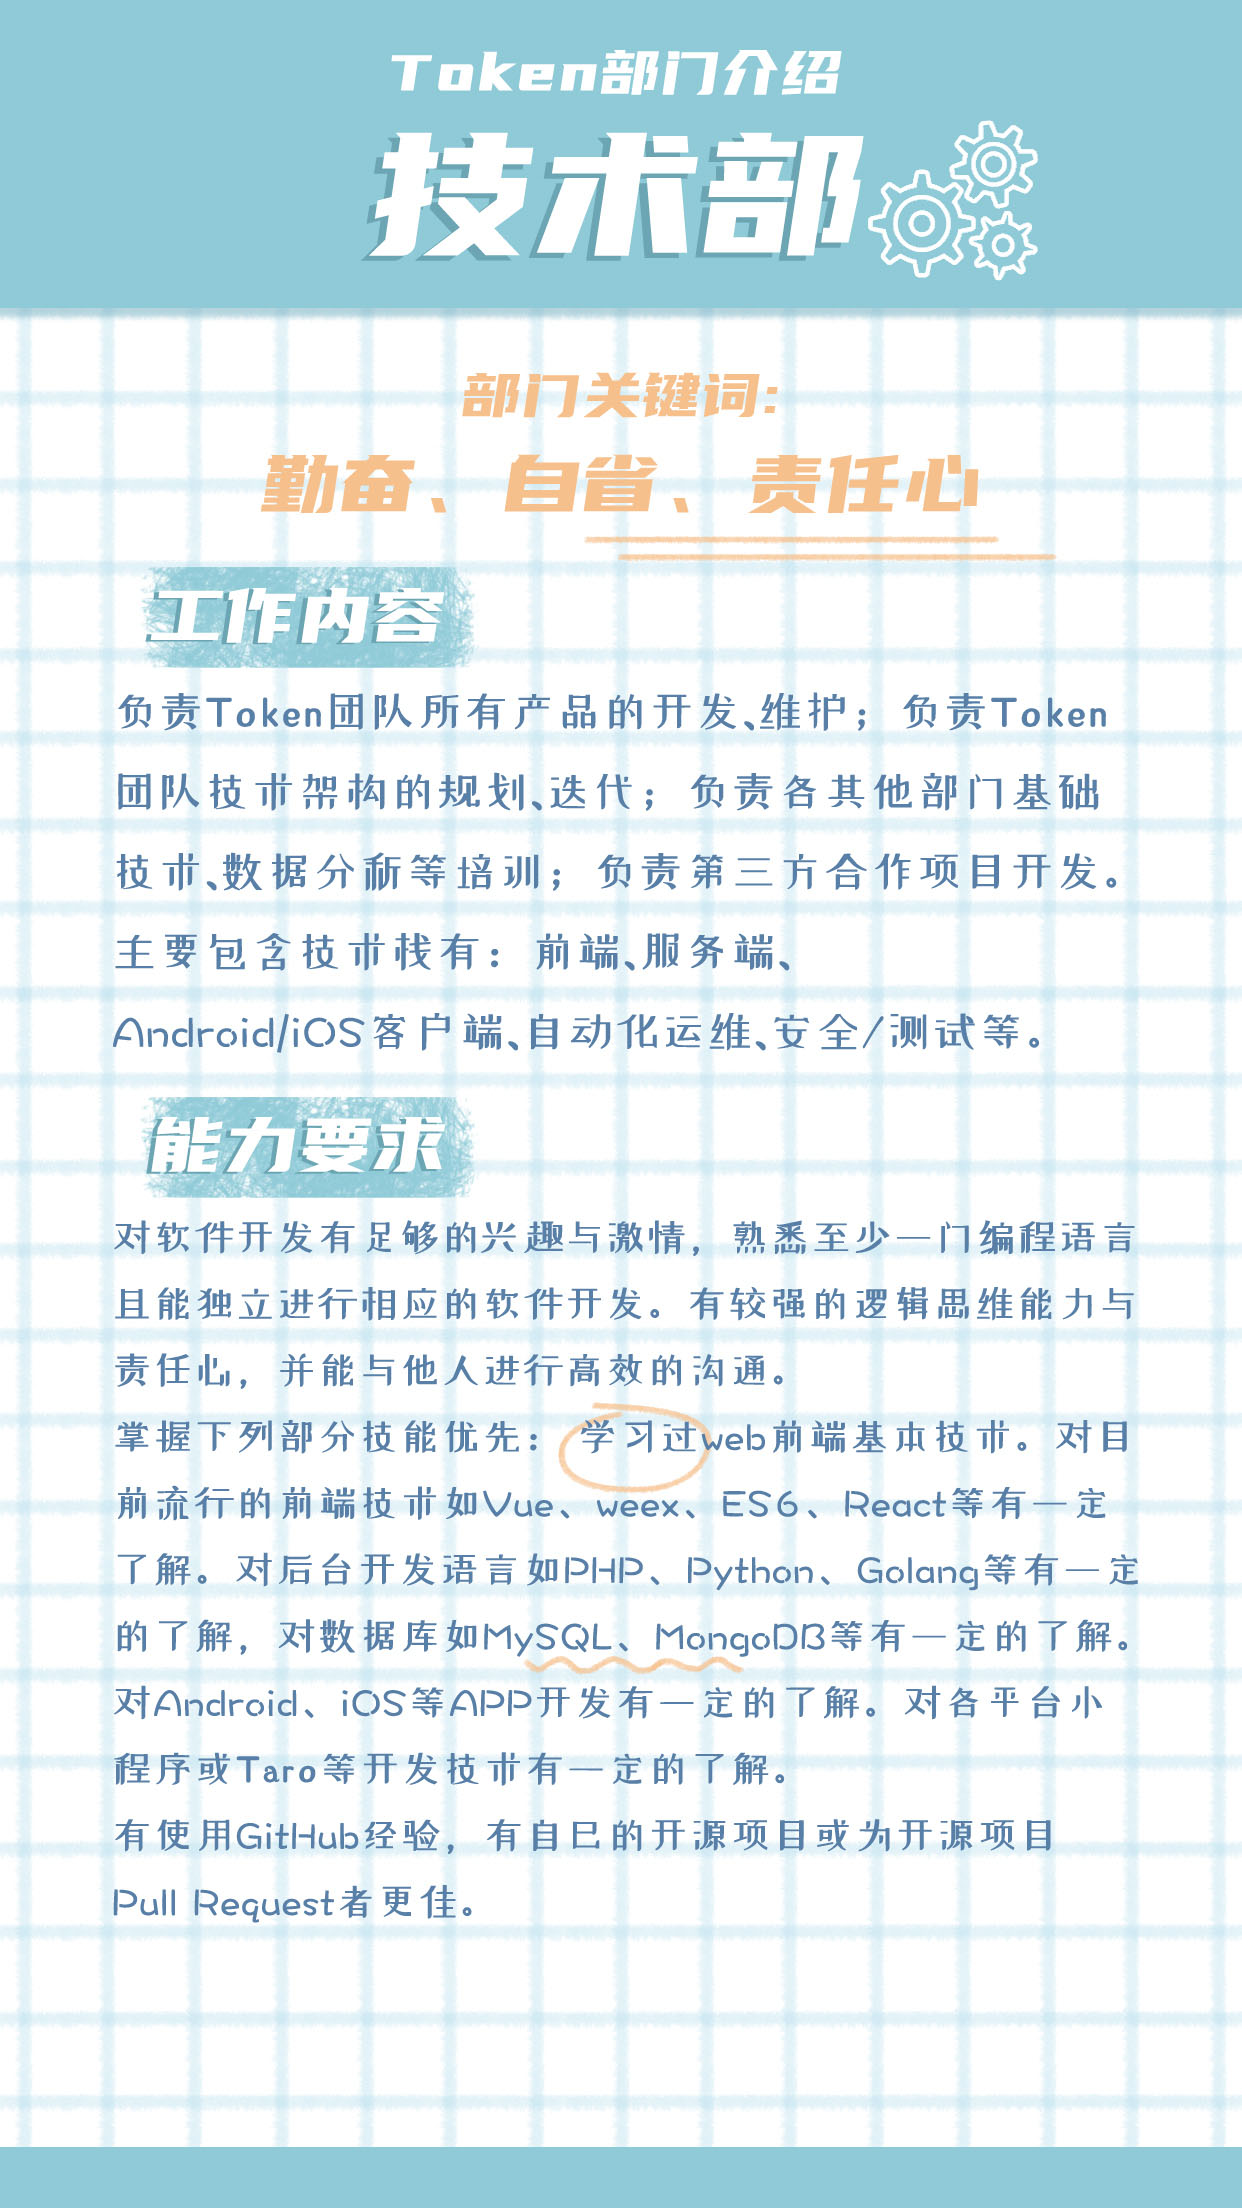 Token部门介绍
技术部
部门关键词:
勤奋、自省、责任心
工作内容
负责Token团队所有产品的开发、维护；负责Token
团队技术架构的规划、迭代；负责各其他部门基础
技术、数据分析等培训；负责第三方合作项目开发。
主要包含技术栈有：前端、服务端、
Android/iOS客户端、自动化运维、安全/测试等。
能力要求
对软件开发有足够的兴趣与激情，熟悉至少一门编程语言
且能独立进行相应的软件开发。有较强的逻辑思维能力与
责任心，并能与他人进行高效的沟通。
掌握下列部分技能优先：学习过web前端基本技术。对目
前流行的前端技术如Vue、weex、ES6、React等有一定
了解。对后台开发语言如PHP、Python、Golang等有一定
的了解，对数据库如MySQL、MongoDB等有一定的了解。
对Android、iOS等APP开发有一定的了解。对各平台小
程序或Taro等开发技术有一定的了解。
有使用GitHub经验，有自已的开源项目或为开源项目
Pull Request者更佳。